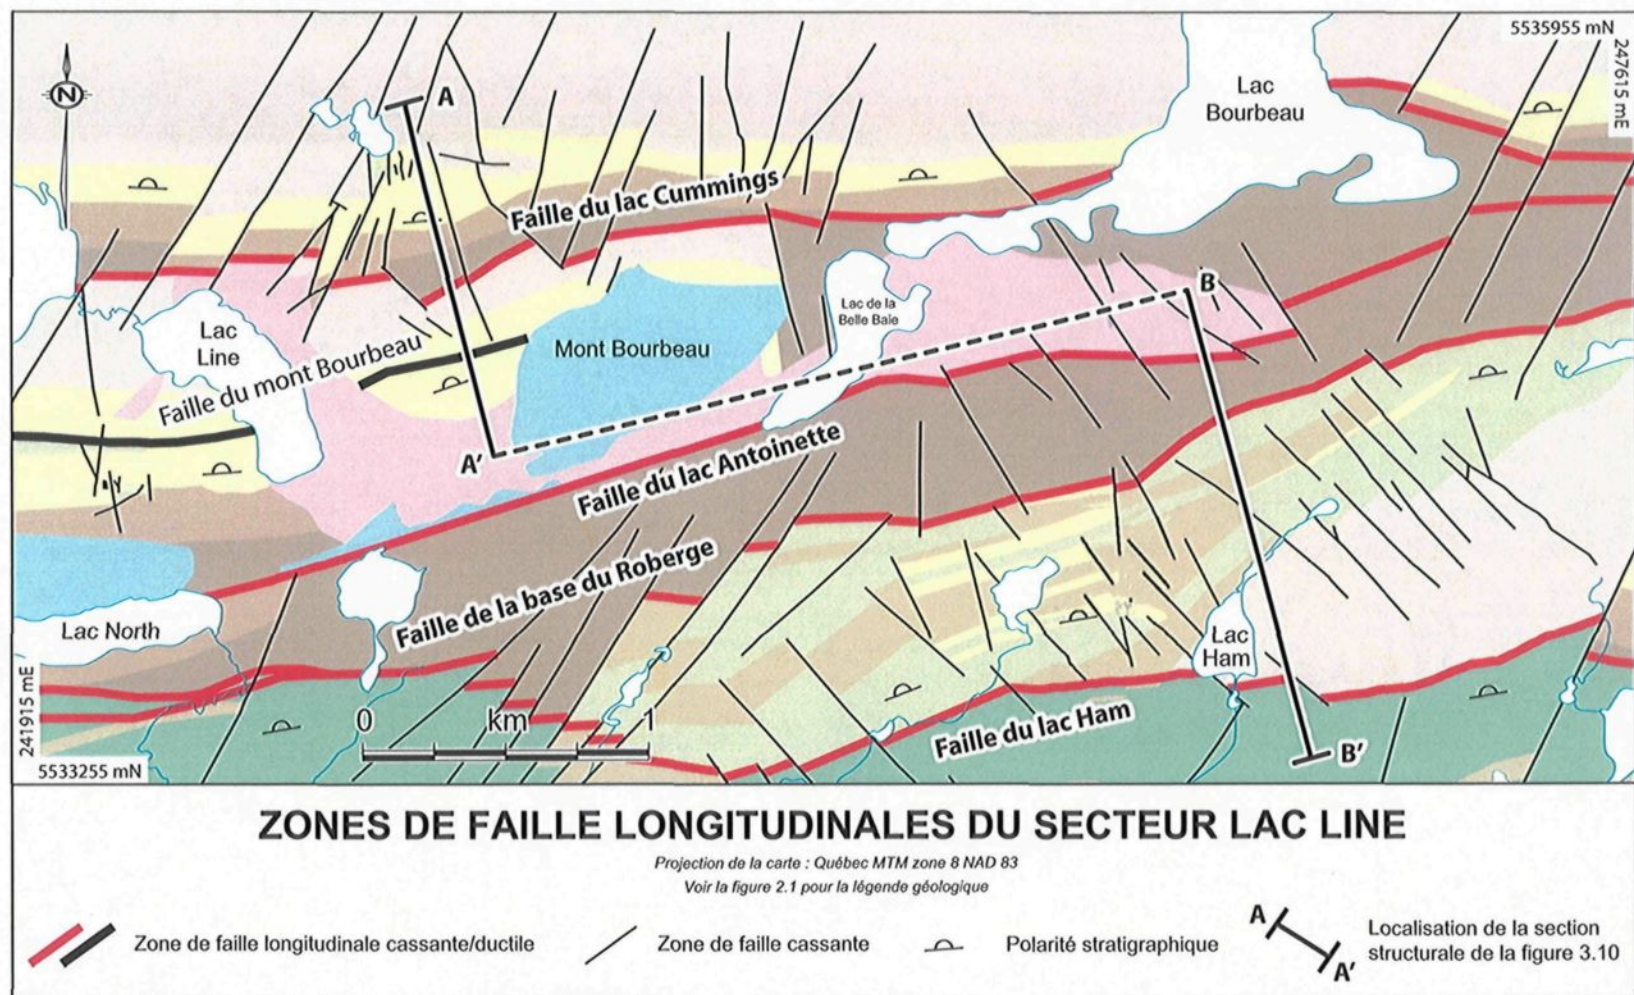 5535955 mN
247615 mE
N
A
Lac
Bourbeau
Faille du lac Cummings
B
Lac de la
Belle Baie
Lac
Line
Mont Bourbeau
Faille du mont Bourbeau
A'
Faille du lac Antoinette
Faille de la base du Roberge
Lac North
Lac
Ham
241915 mE
0 km 1
Faille du lac Ham
B'
5533255 mN
ZONES DE FAILLE LONGITUDINALES DU SECTEUR LAC LINE
Projection de la carte : Québec MTM zone 8 NAD 83
Voir la figure 2.1 pour la légende géologique
Zone de faille longitudinale cassante/ductile
Zone de faille cassante
Polarité stratigraphique
A
A'
Localisation de la section
structurale de la figure 3.10